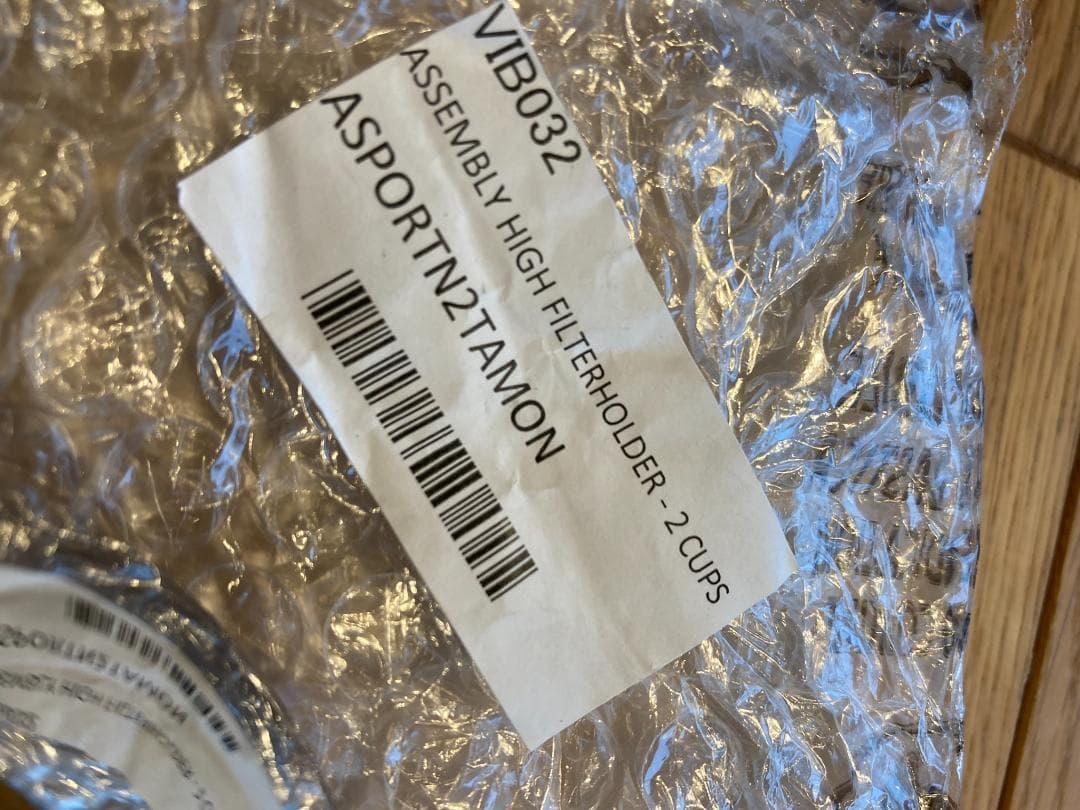 VIB032
ASSEMBLY HIGH FILTERHOLDER - 2 CUPS
ASPORTN2TAMON